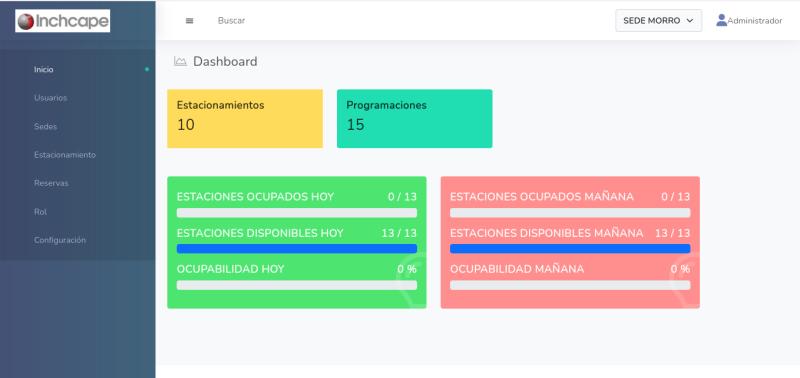 Inchcape
Buscar
SEDE MORRO
Administrador
Inicio
Usuarios
Sedes
Estacionamiento
Reservas
Rol
Configuración
Dashboard
Estacionamientos
10
Programaciones
15
ESTACIONES OCUPADOS HOY 0 / 13
ESTACIONES DISPONIBLES HOY 13 / 13
OCUPABILIDAD HOY 0 %
ESTACIONES OCUPADOS MAÑANA 0 / 13
ESTACIONES DISPONIBLES MAÑANA 13 / 13
OCUPABILIDAD MAÑANA 0 %